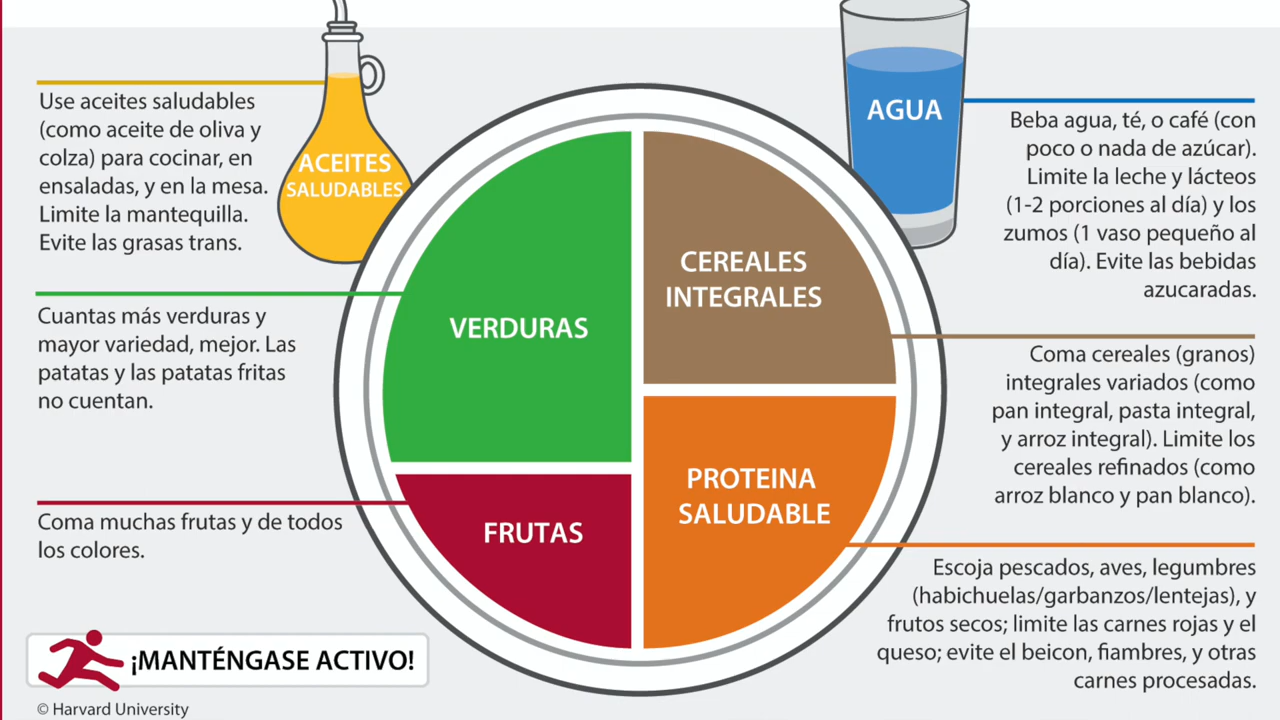 Use aceites saludables
(como aceite de oliva y
colza) para cocinar, en
ensaladas, y en la mesa.
Limite la mantequilla.
Evite las grasas trans.
ACEITES
SALUDABLES
AGUA
Beba agua, té, o café (con
poco o nada de azúcar).
Limite la leche y lácteos
(1-2 porciones al día) y los
zumos (1 vaso pequeño al
día). Evite las bebidas
azucaradas.
Cuantas más verduras y
mayor variedad, mejor. Las
patatas y las patatas fritas
no cuentan.
VERDURAS
CEREALES
INTEGRALES
Coma cereales (granos)
integrales variados (como
pan integral, pasta integral,
y arroz integral). Limite los
cereales refinados (como
arroz blanco y pan blanco).
Coma muchas frutas y de todos
los colores.
FRUTAS
PROTEINA
SALUDABLE
Escoja pescados, aves, legumbres
(habichuelas/garbanzos/lentejas), y
frutos secos; limite las carnes rojas y el
queso; evite el beicon, fiambres, y otras
carnes procesadas.
¡MANTÉNGASE ACTIVO!
© Harvard University